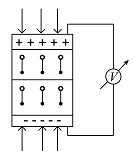 + + + + +
V
- - - - -